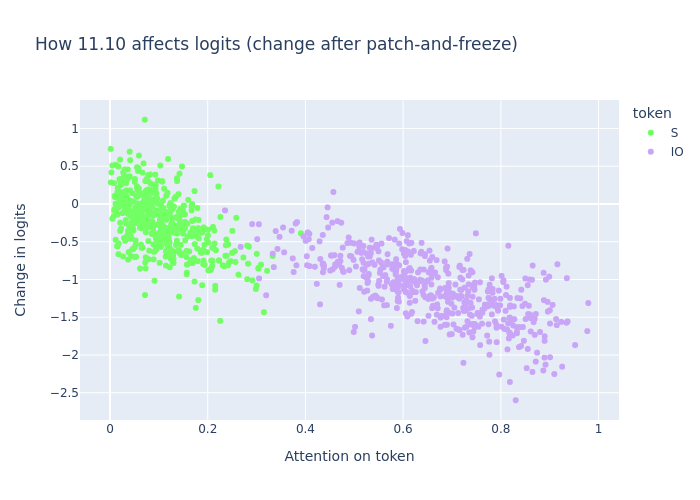 How 11.10 affects logits (change after patch-and-freeze)
token
S
IO
1
0.5
0
−0.5
−1
−1.5
−2
−2.5
Change in logits
0
0.2
0.4
0.6
0.8
1
Attention on token